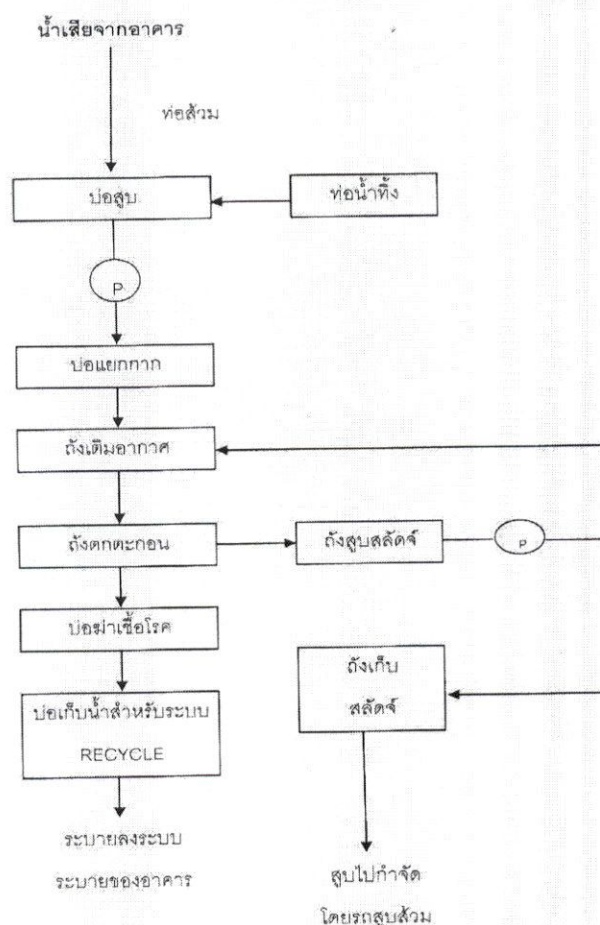 น้ำเสียจากอาคาร
ท่อส้วม
บ่อสูบ
ท่อน้ำทิ้ง
P
บ่อแยกกาก
ถังเติมอากาศ
ถังตกตะกอน
ถังสูบสลัดจ์
P
บ่อฆ่าเชื้อโรค
ถังเก็บ
สลัดจ์
บ่อเก็บน้ำสำหรับระบบ
RECYCLE
ระบายลงระบบ
ระบายของอาคาร
สูบไปกำจัด
โดยรถสูบส้วม